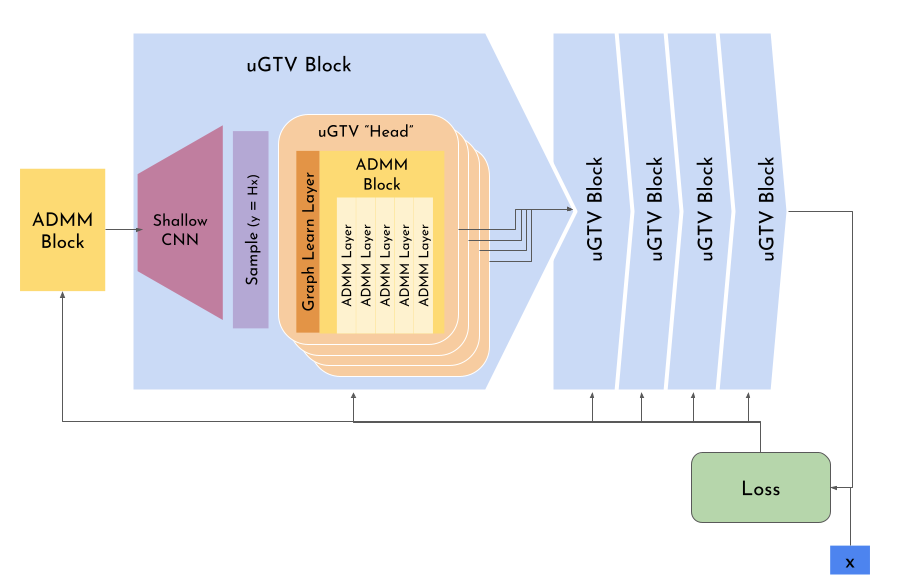 uGTV Block
uGTV “Head”
ADMM
Block
Shallow
CNN
Sample (y = Hx)
Graph Learn Layer
ADMM
Block
ADMM Layer
ADMM Layer
ADMM Layer
ADMM Layer
ADMM Layer
uGTV Block
uGTV Block
uGTV Block
uGTV Block
Loss
x